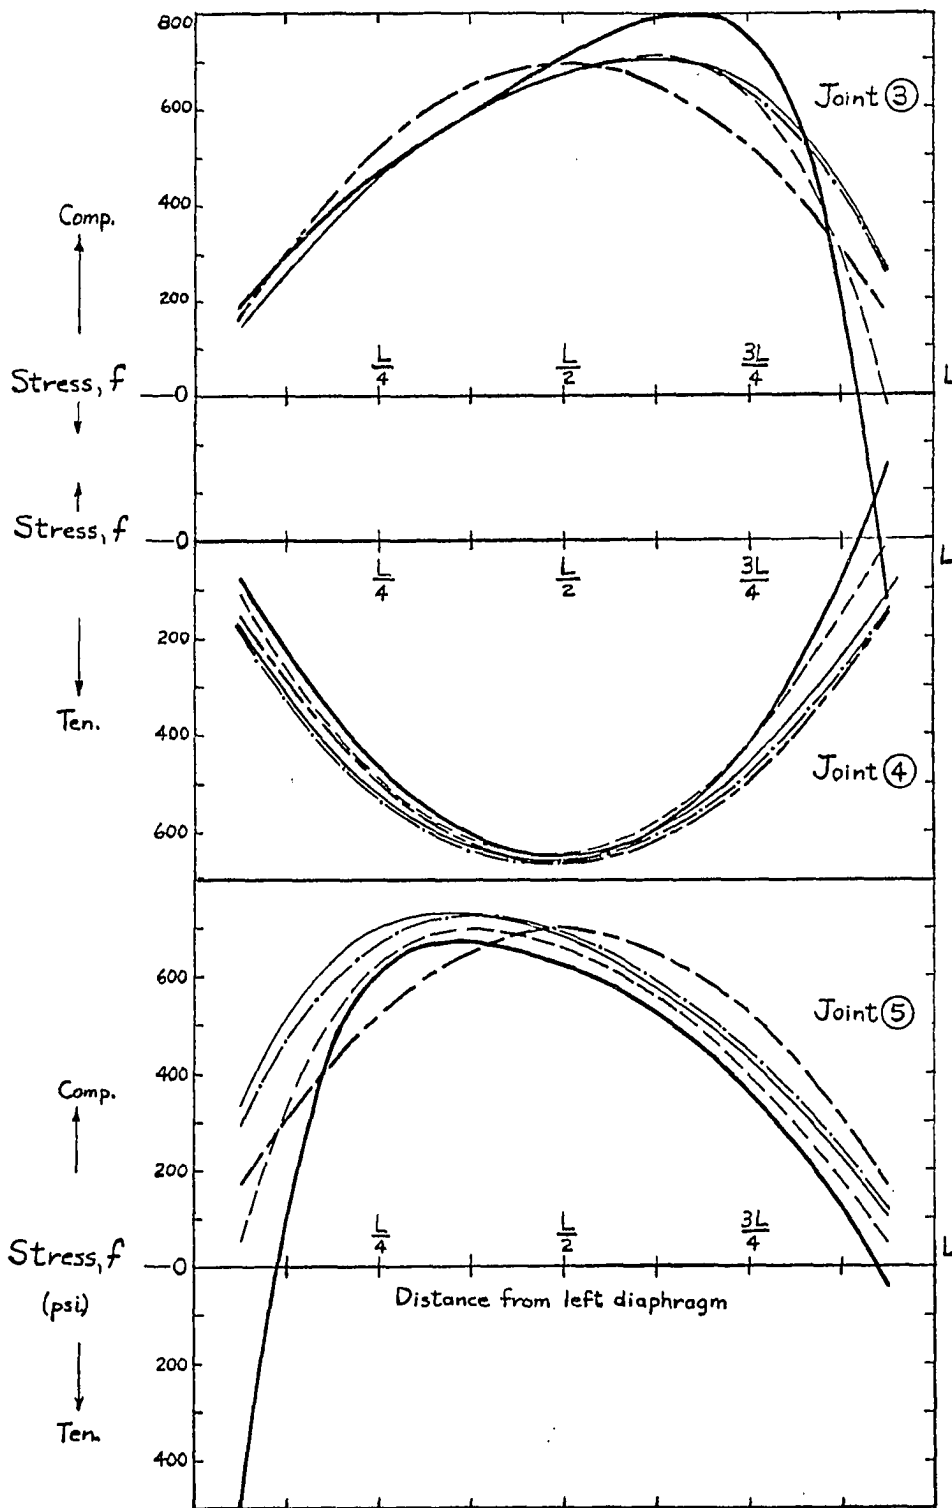 800
600
400
200
0
Comp.
Stress, f
Joint ③
L/4
L/2
3L/4
L
Stress, f
0
200
400
600
Ten.
L/4
L/2
3L/4
L
Joint ④
600
400
200
0
200
400
Comp.
Stress, f
(psi)
Ten.
Joint ⑤
L/4
L/2
3L/4
L
Distance from left diaphragm